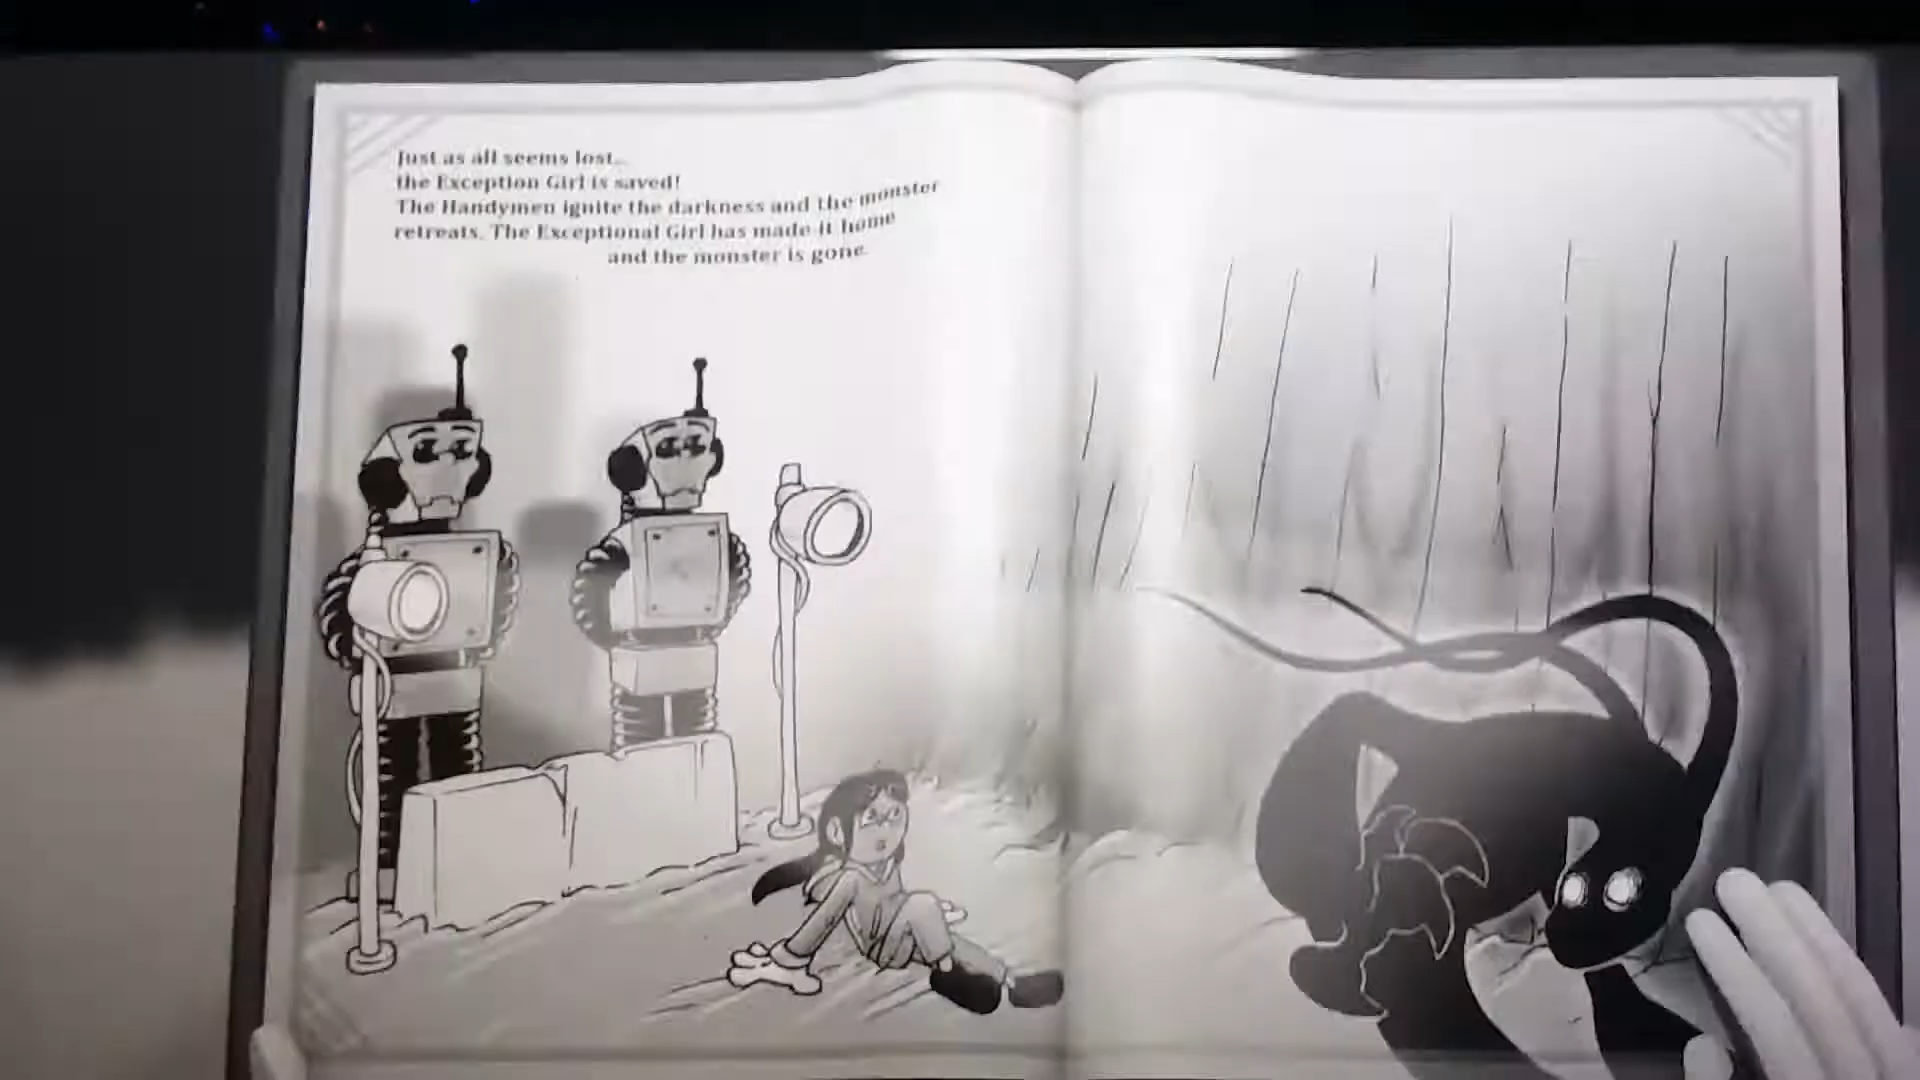 Just as all seems lost...
the Exception Girl is saved!
The Handymen ignite the darkness and the monster
retreats. The Exceptional Girl has made it home
and the monster is gone.